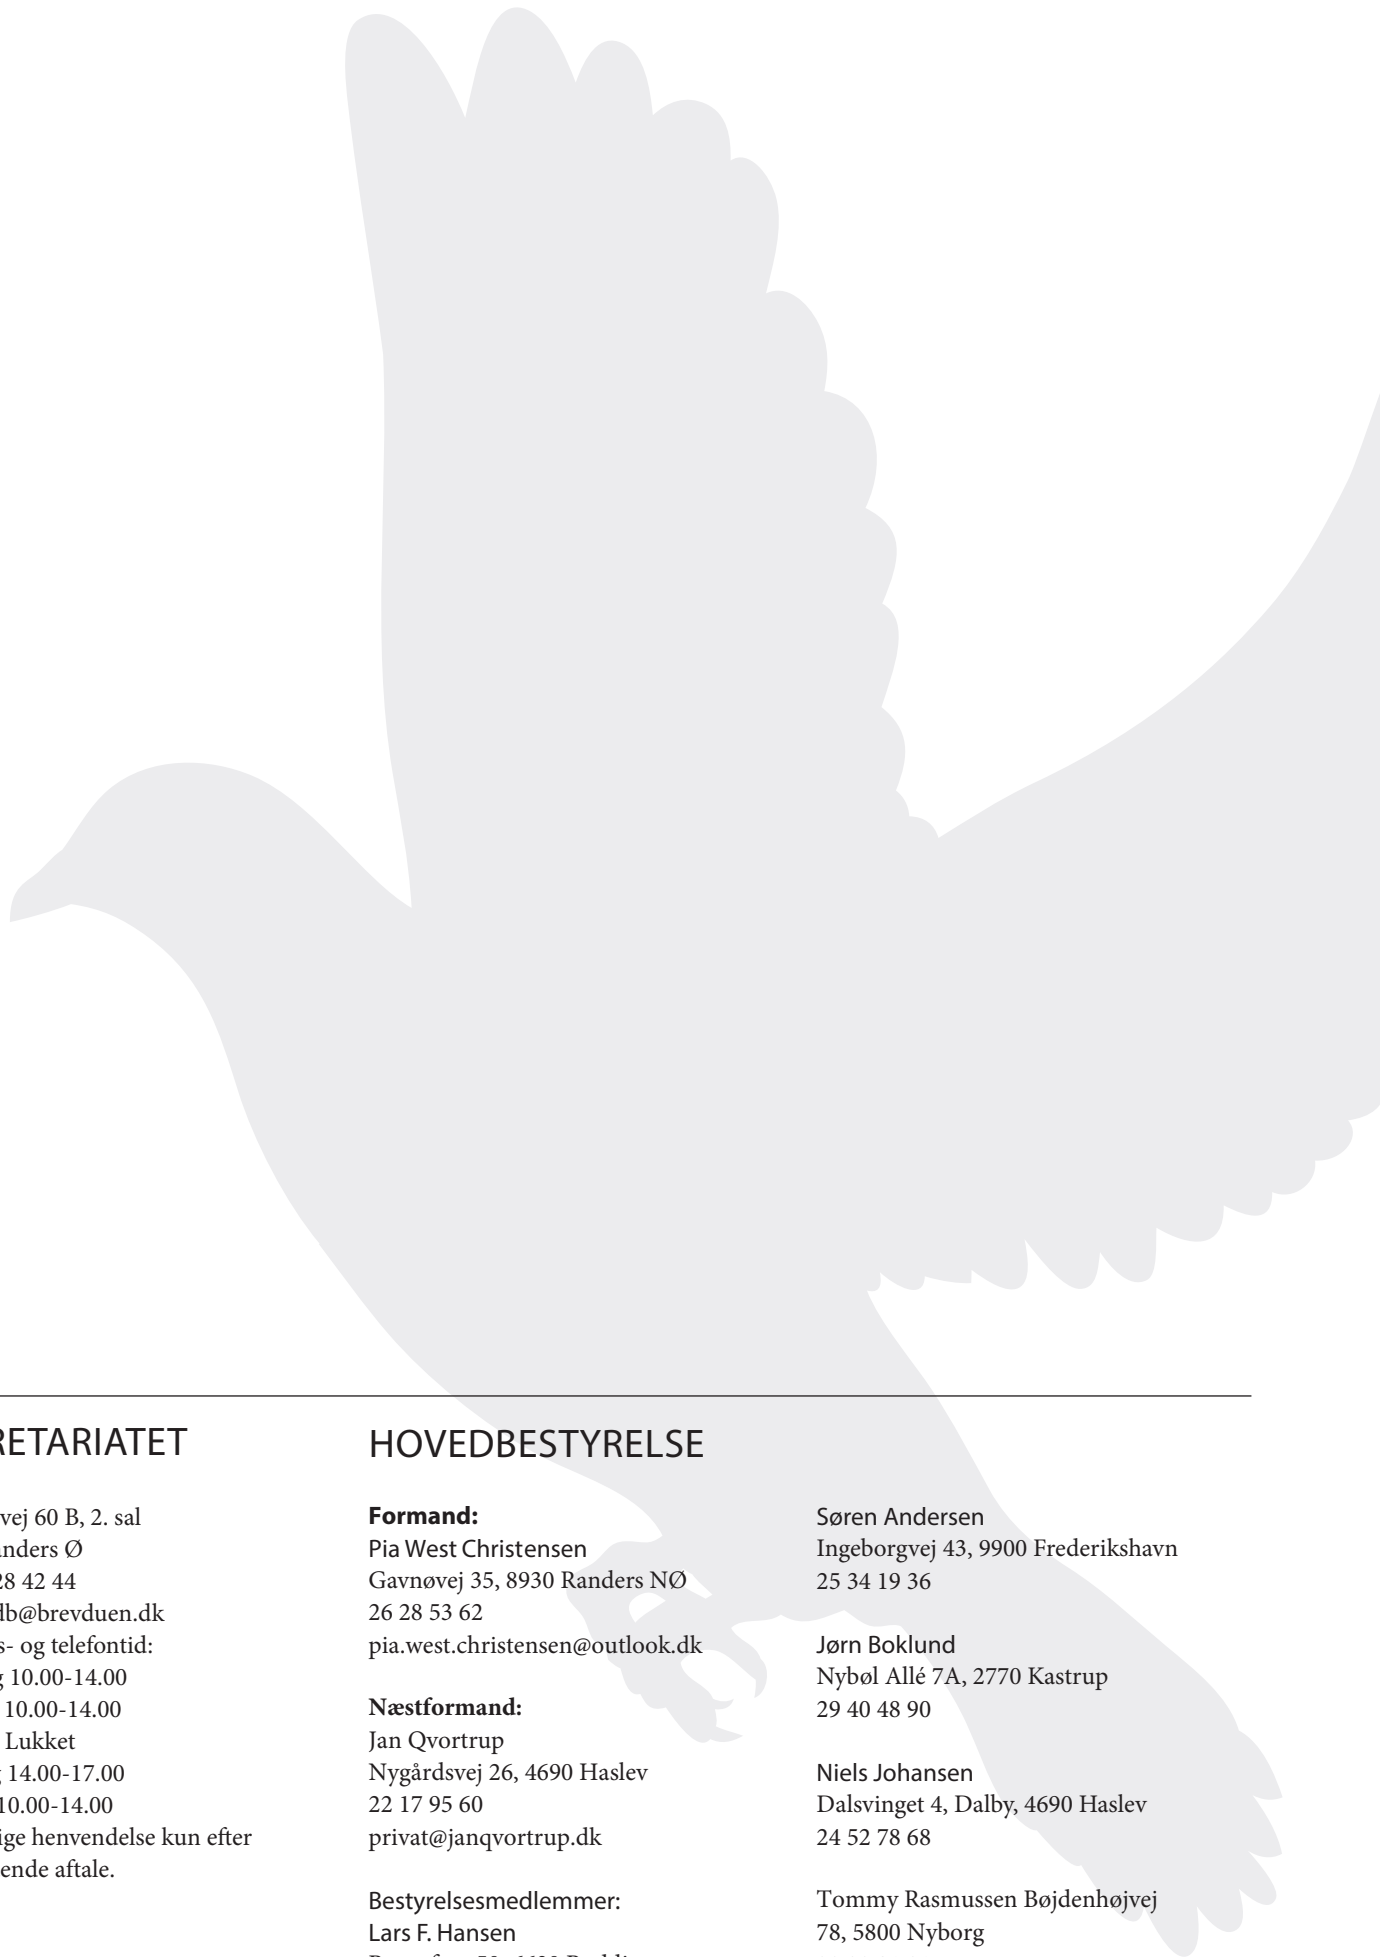 RETARIATET
vej 60 B, 2. sal
anders Ø
28 42 44
db@brevduen.dk
s- og telefontid:
g 10.00-14.00
10.00-14.00
Lukket
g 14.00-17.00
10.00-14.00
ige henvendelse kun efter
ende aftale.
HOVEDBESTYRELSE
Formand:
Pia West Christensen
Gavnøvej 35, 8930 Randers NØ
26 28 53 62
pia.west.christensen@outlook.dk
Næstformand:
Jan Qvortrup
Nygårdsvej 26, 4690 Haslev
22 17 95 60
privat@janqvortrup.dk
Bestyrelsesmedlemmer:
Lars F. Hansen
Søren Andersen
Ingeborgvej 43, 9900 Frederikshavn
25 34 19 36
Jørn Boklund
Nybøl Allé 7A, 2770 Kastrup
29 40 48 90
Niels Johansen
Dalsvinget 4, Dalby, 4690 Haslev
24 52 78 68
Tommy Rasmussen Bøjdenhøjvej
78, 5800 Nyborg